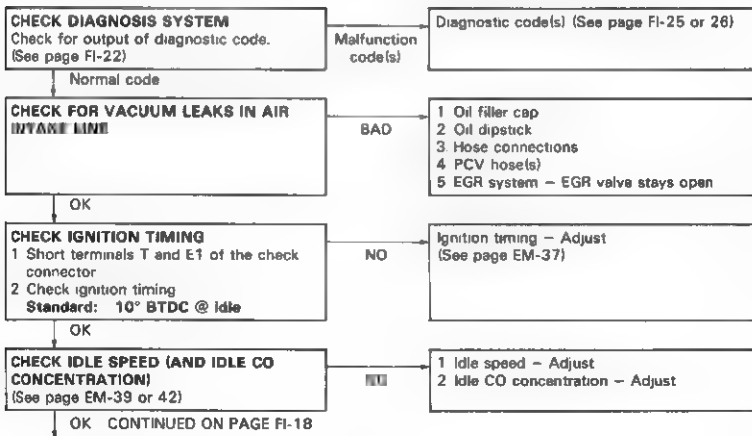 CHECK DIAGNOSIS SYSTEM
Check for output of diagnostic code.
(See page FI-22)
Malfunction
code(s)
Diagnostic code(s) (See page FI-25 or 26)
Normal code
CHECK FOR VACUUM LEAKS IN AIR
INTAKE LINE
BAD
1 Oil filler cap
2 Oil dipstick
3 Hose connections
4 PCV hose(s)
5 EGR system – EGR valve stays open
OK
CHECK IGNITION TIMING
1 Short terminals T and E1 of the check
connector
2 Check ignition timing
Standard: 10° BTDC @ idle
NO
Ignition timing – Adjust
(See page EM-37)
OK
CHECK IDLE SPEED (AND IDLE CO
CONCENTRATION)
(See page EM-39 or 42)
1 Idle speed – Adjust
2 Idle CO concentration – Adjust
OK CONTINUED ON PAGE FI-18